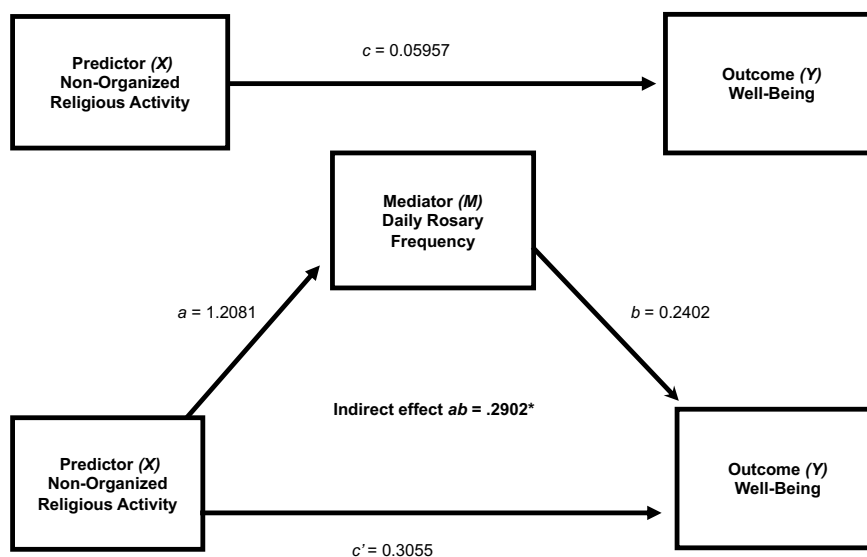 Predictor (X)
Non-Organized
Religious Activity
c = 0.05957
Outcome (Y)
Well-Being
Mediator (M)
Daily Rosary
Frequency
a = 1.2081
b = 0.2402
Indirect effect ab = .2902*
Predictor (X)
Non-Organized
Religious Activity
Outcome (Y)
Well-Being
c' = 0.3055